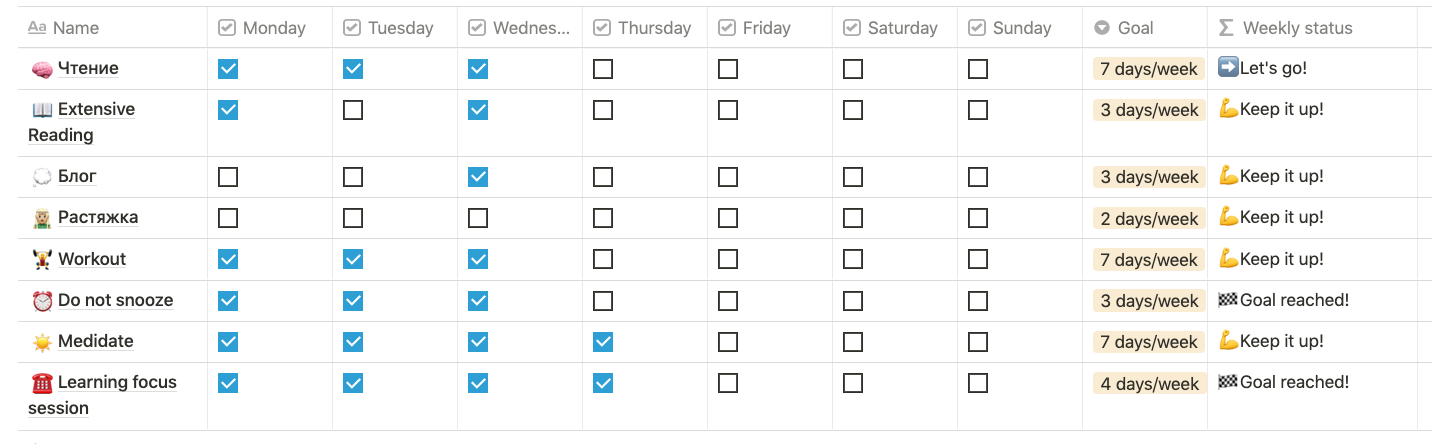 Aa Name Monday Tuesday Wednes... Thursday Friday Saturday Sunday Goal Σ Weekly status
Чтение 7 days/week Let's go!
Extensive 3 days/week Keep it up!
Reading
Блог 3 days/week Keep it up!
Растяжка 2 days/week Keep it up!
Workout 7 days/week Keep it up!
Do not snooze 3 days/week Goal reached!
Medidate 7 days/week Keep it up!
Learning focus 4 days/week Goal reached!
session